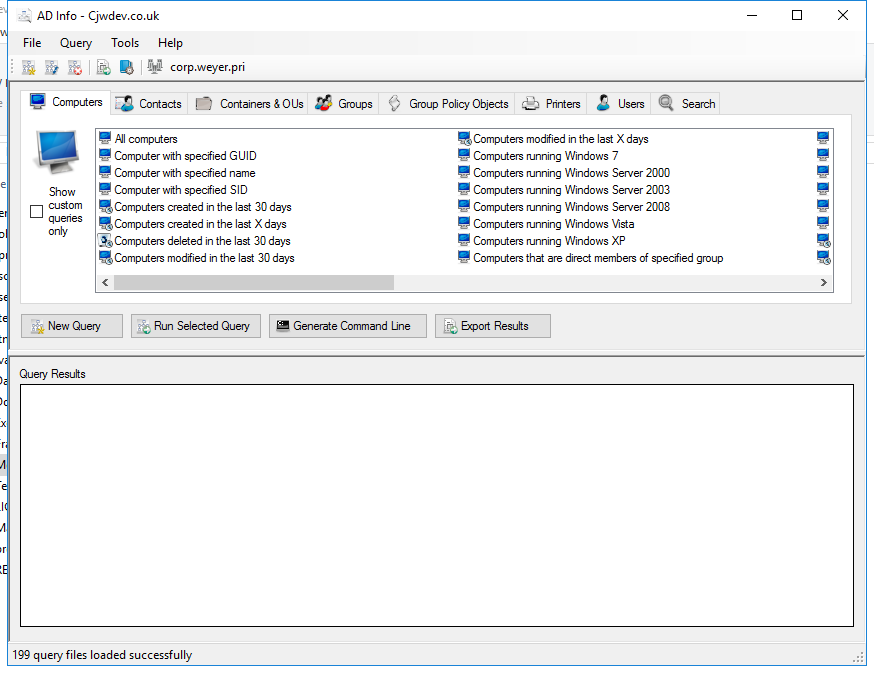 AD Info - Cjwdev.co.uk
File Query Tools Help
corp.weyer.pri
Computers Contacts Containers & OUs Groups Group Policy Objects Printers Users Search
Show
custom
queries
only
All computers
Computer with specified GUID
Computer with specified name
Computer with specified SID
Computers created in the last 30 days
Computers created in the last X days
Computers deleted in the last 30 days
Computers modified in the last 30 days
Computers modified in the last X days
Computers running Windows 7
Computers running Windows Server 2000
Computers running Windows Server 2003
Computers running Windows Server 2008
Computers running Windows Vista
Computers running Windows XP
Computers that are direct members of specified group
New Query Run Selected Query Generate Command Line Export Results
Query Results
199 query files loaded successfully